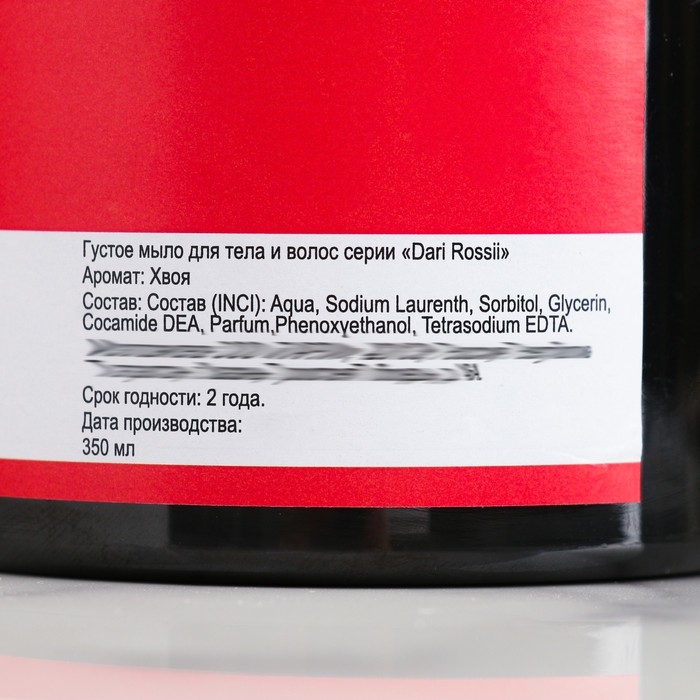 Густое мыло для тела и волос серии «Dari Rossii»
Аромат: Хвоя
Состав: Состав (INCI): Aqua, Sodium Laurenth, Sorbitol, Glycerin,
Cocamide DEA, Parfum,Phenoxyethanol, Tetrasodium EDTA.
Срок годности: 2 года.
Дата производства:
350 мл